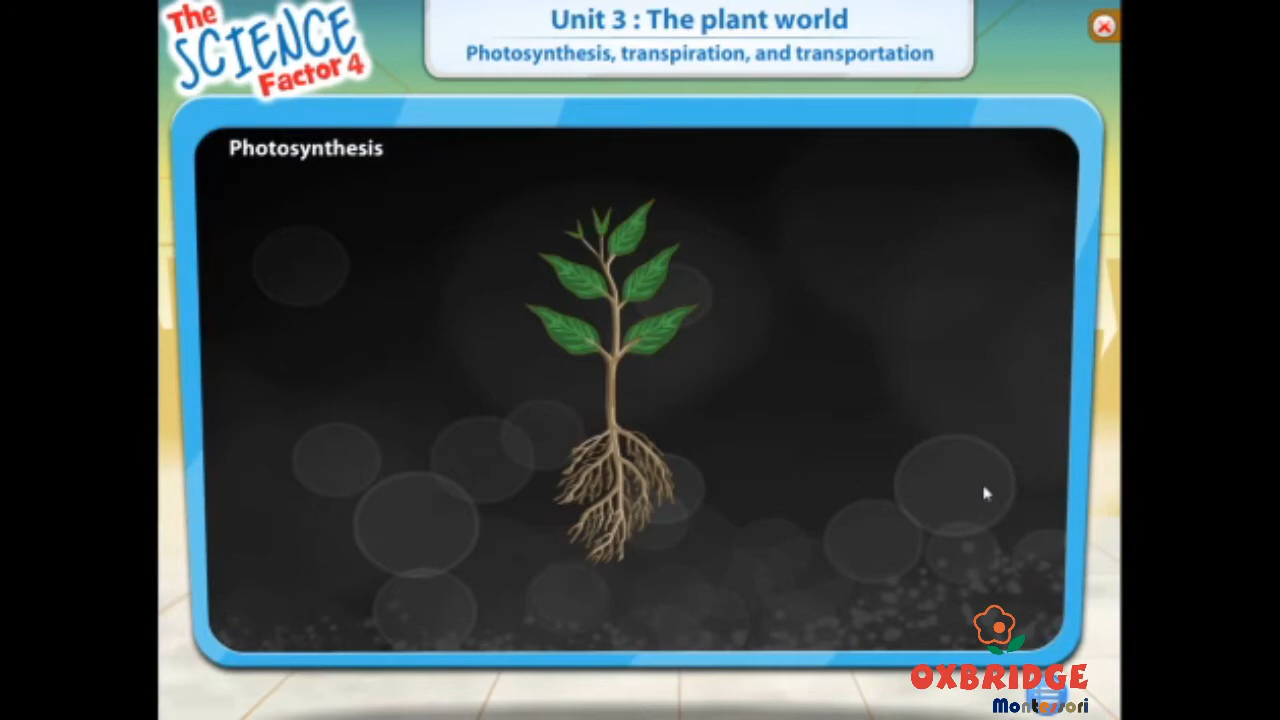 The
SCIENCE
Factor 4
Unit 3 : The plant world
Photosynthesis, transpiration, and transportation
Photosynthesis
OXBRIDGE
Montessori